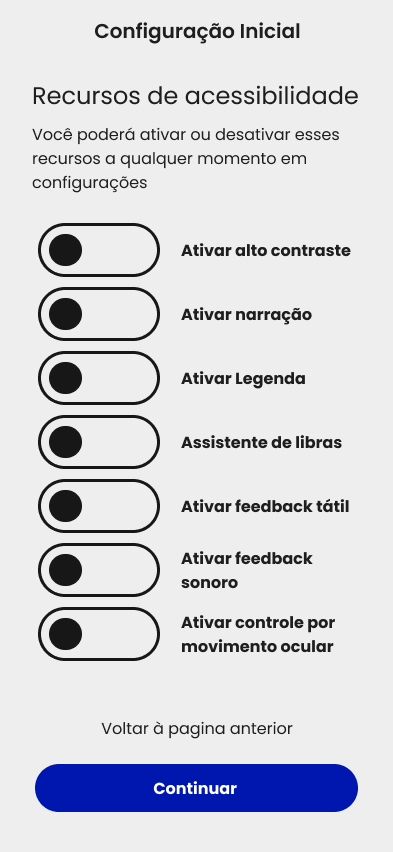 Configuração Inicial
Recursos de acessibilidade
Você poderá ativar ou desativar esses
recursos a qualquer momento em
configurações
Ativar alto contraste
Ativar narração
Ativar Legenda
Assistente de libras
Ativar feedback tátil
Ativar feedback
sonoro
Ativar controle por
movimento ocular
Voltar à pagina anterior
Continuar